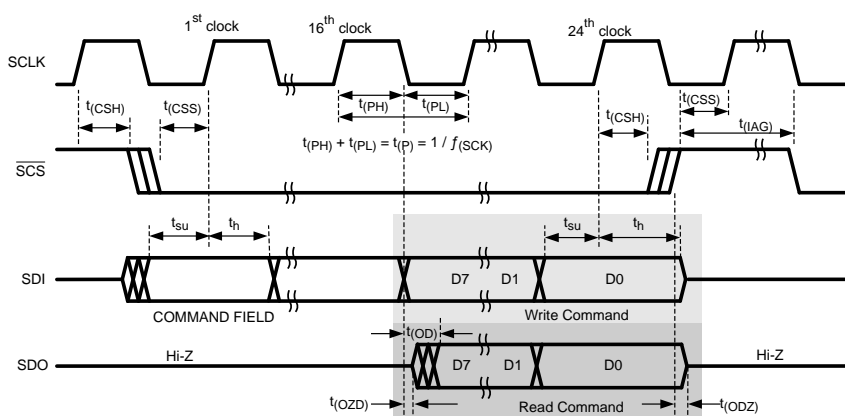 1st clock
16th clock
24th clock
SCLK
t(PH)
t(PL)
t(CSH)
t(CSS)
t(CSS)
t(CSH)
t(IAG)
t(PH) + t(PL) = t(P) = 1 / f(SCK)
SCS
tsu
th
tsu
th
SDI
D7
D1
D0
COMMAND FIELD
Write Command
t(OD)
Hi-Z
Hi-Z
SDO
D7
D1
D0
t(OZD)
Read Command
t(ODZ)